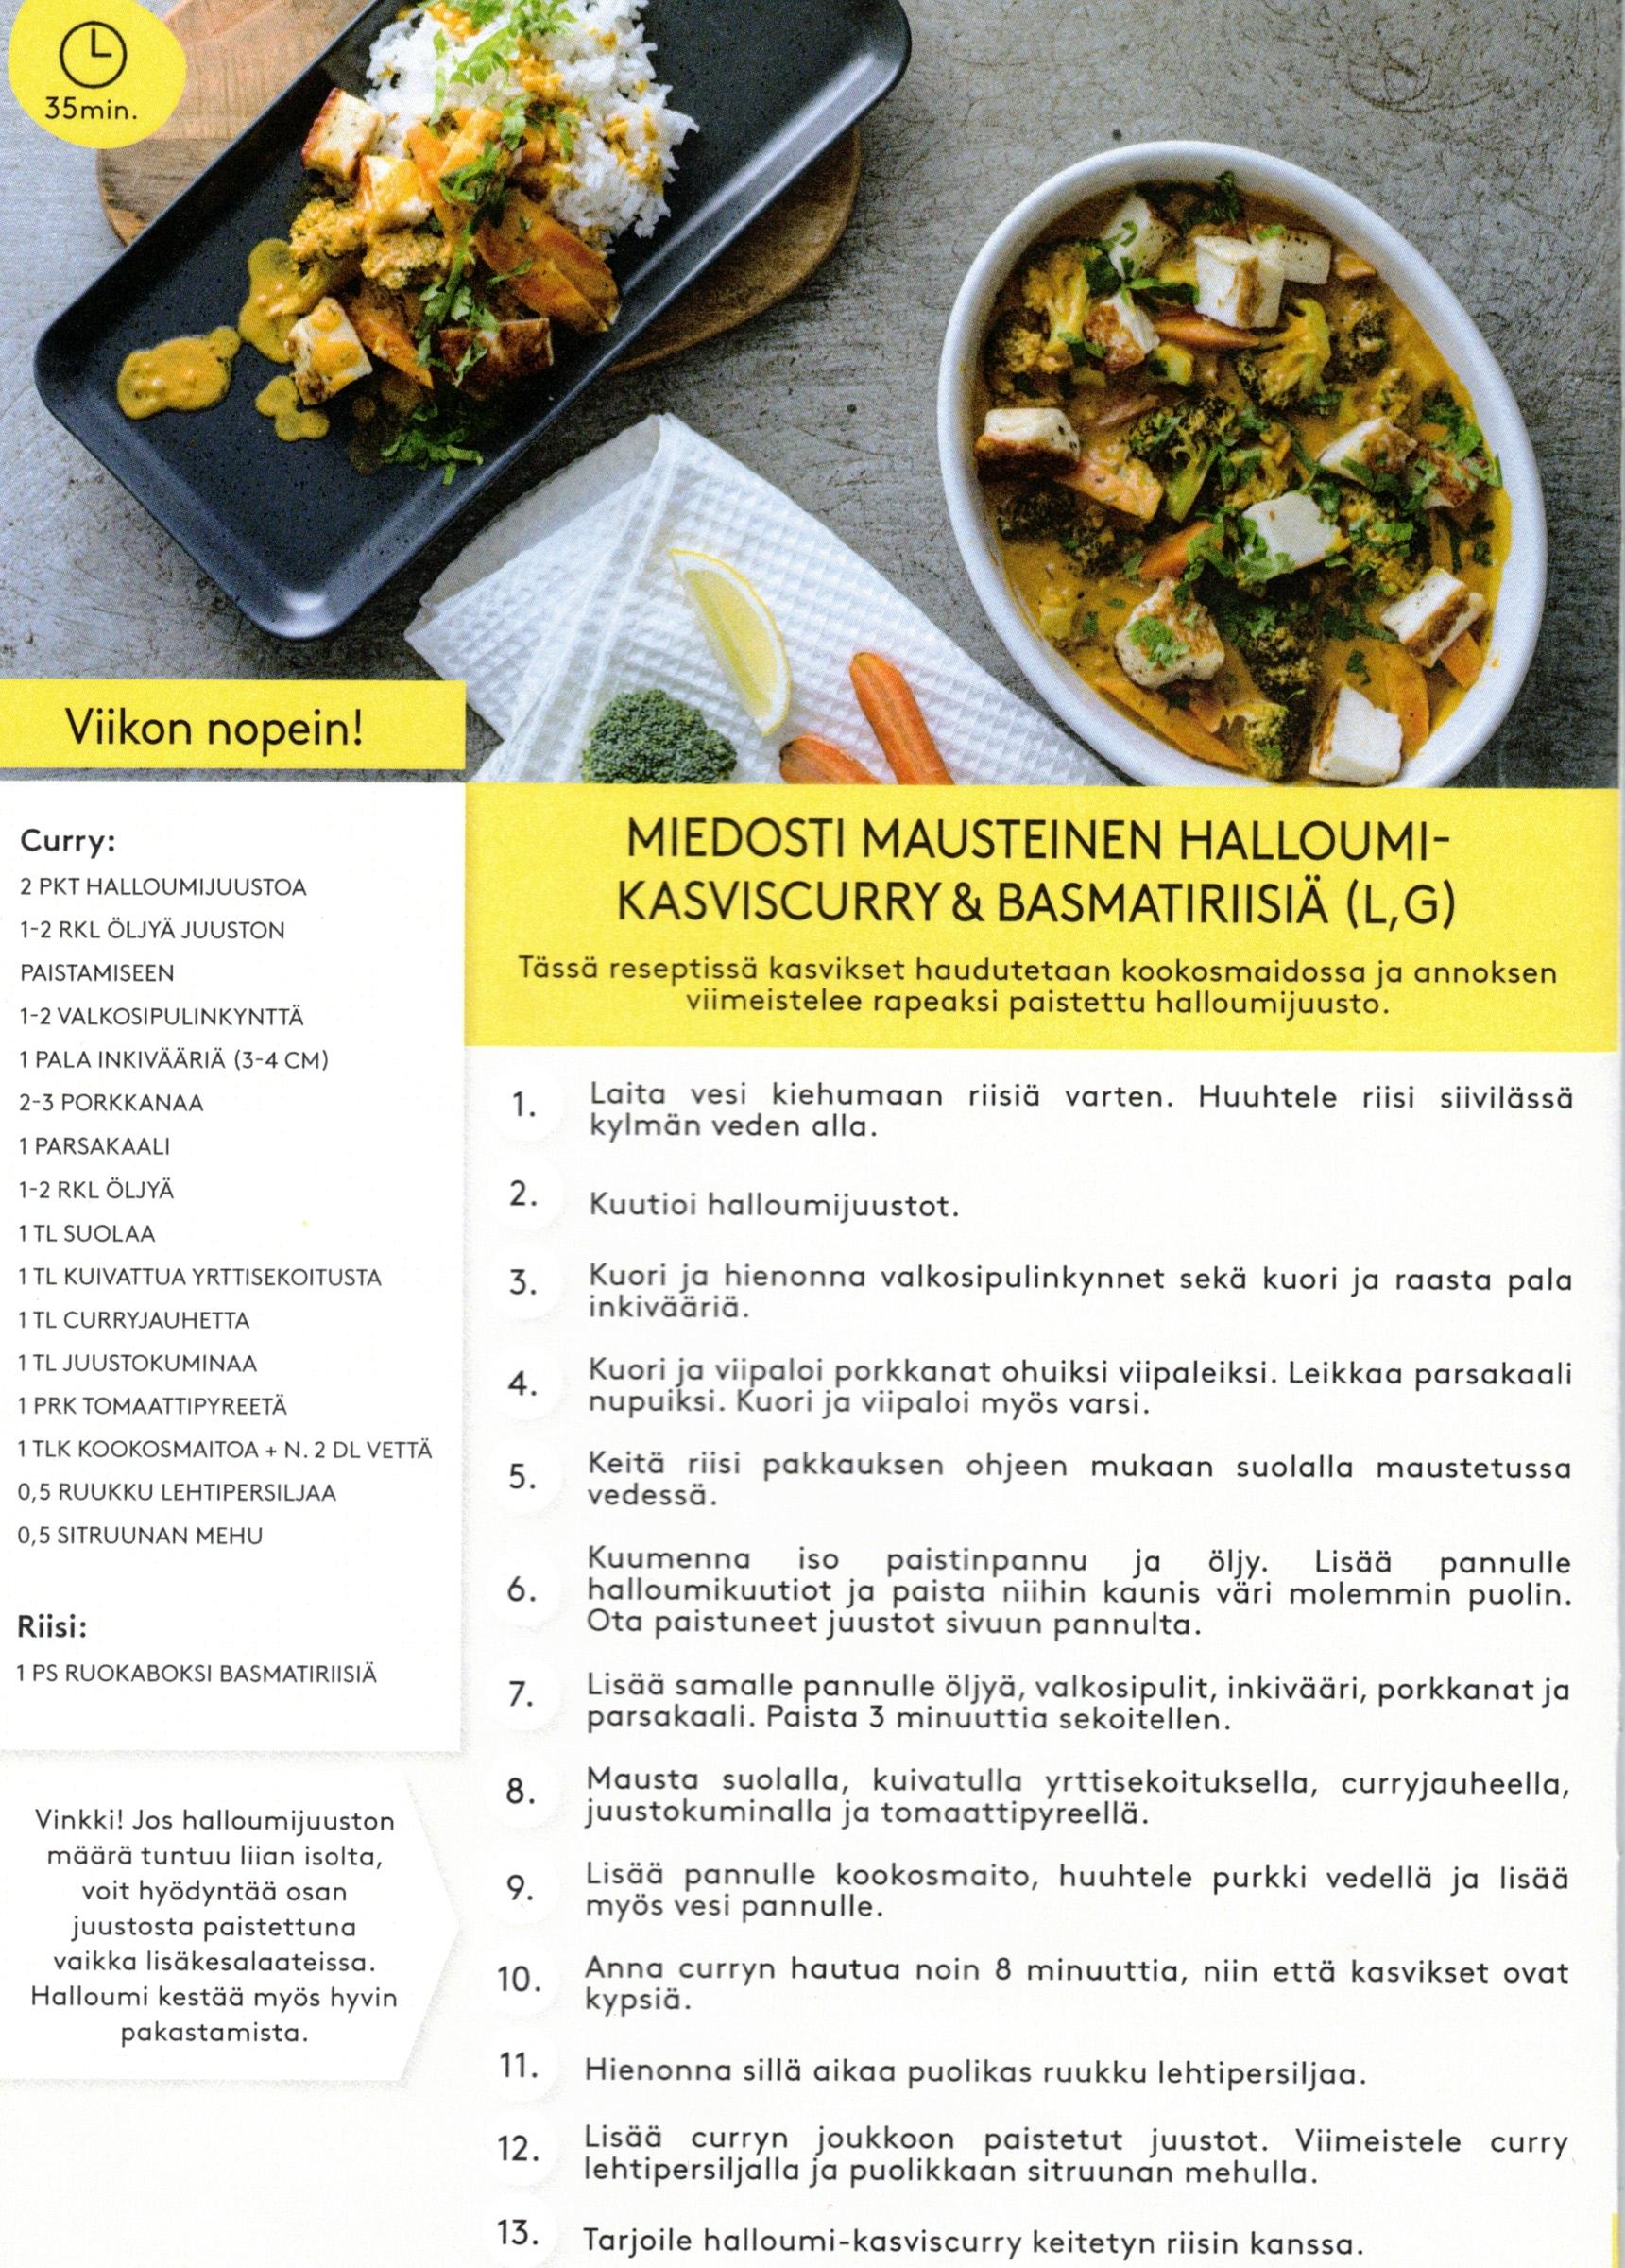 35min.
Viikon nopein!
Curry:
2 PKT HALLOUMIJUUSTOA
1-2 RKL ÖLJYÄ JUUSTON
PAISTAMISEEN
1-2 VALKOSIPULINKYNTTÄ
1 PALA INKIVÄÄRIÄ (3-4 CM)
2-3 PORKKANAA
1 PARSAKAALI
1-2 RKL ÖLJYÄ
1 TL SUOLAA
1 TL KUIVATTUA YRTTISEKOITUSTA
1 TL CURRYJAUHETTA
1 TL JUUSTOKUMINAA
1 PRK TOMAATTIPYREETÄ
1 TLK KOOKOSMAITOA + N. 2 DL VETTÄ
0,5 RUUKKU LEHTIPERSILJAA
0,5 SITRUUNAN MEHU
Riisi:
1 PS RUOKABOKSI BASMATIRIISIÄ
Vinkki! Jos halloumijuuston
määrä tuntuu liian isolta,
voit hyödyntää osan
juustosta paistettuna
vaikka lisäkesalaateissa.
Halloumi kestää myös hyvin
pakastamista.
MIEDOSTI MAUSTEINEN HALLOUMI-
KASVISCURRY & BASMATIRIISIÄ (L,G)
Tässä reseptissä kasvikset haudutetaan kookosmaidossa ja annoksen
viimeistelee rapeaksi paistettu halloumijuusto.
1. Laita vesi kiehumaan riisiä varten. Huuhtele riisi siivilässä
kylmän veden alla.
2. Kuutioi halloumijuustot.
3. Kuori ja hienonna valkosipulinkynnet sekä kuori ja raasta pala
inkivääriä.
4. Kuori ja viipaloi porkkanat ohuiksi viipaleiksi. Leikkaa parsakaali
nupuiksi. Kuori ja viipaloi myös varsi.
5. Keitä riisi pakkauksen ohjeen mukaan suolalla maustetussa
vedessä.
6. Kuumenna iso paistinpannu ja öljy. Lisää pannulle
halloumikuutiot ja paista niihin kaunis väri molemmin puolin.
Ota paistuneet juustot sivuun pannulta.
7. Lisää samalle pannulle öljyä, valkosipulit, inkivääri, porkkanat ja
parsakaali. Paista 3 minuuttia sekoitellen.
8. Mausta suolalla, kuivatulla yrttisekoituksella, curryjauheella,
juustokuminalla ja tomaattipyreellä.
9. Lisää pannulle kookosmaito, huuhtele purkki vedellä ja lisää
myös vesi pannulle.
10. Anna curryn hautua noin 8 minuuttia, niin että kasvikset ovat
kypsiä.
11. Hienonna sillä aikaa puolikas ruukku lehtipersiljaa.
12. Lisää curryn joukkoon paistetut juustot. Viimeistele curry
lehtipersiljalla ja puolikkaan sitruunan mehulla.
13. Tarjoile halloumi-kasviscurry keitetyn riisin kanssa.